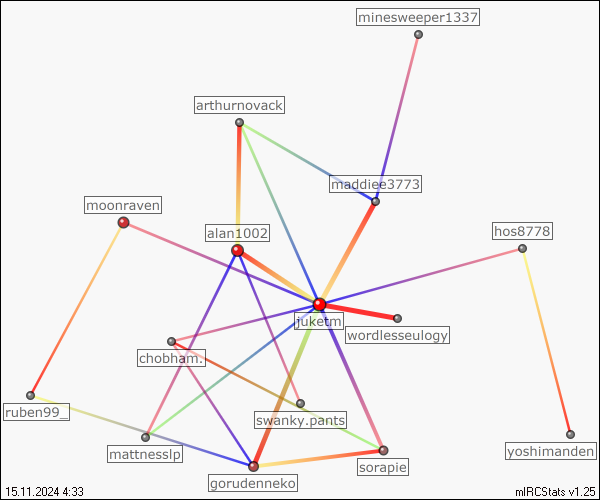 minesweeper1337
arthurnovack
maddiee3773
moonraven
alan1002
hos8778
juketm
wordlesseulogy
chobham.
ruben99_
swanky.pants
mattnesslp
sorapie
yoshimanden
gorudenneko
15.11.2024 4:33
mIRCStats v1.25